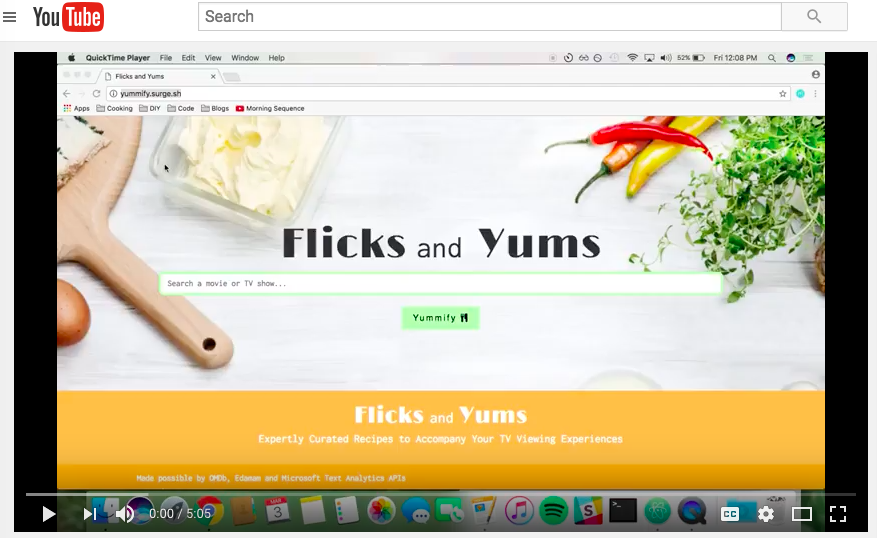 YouTube
Search
QuickTime Player File Edit View Window Help 52% Fri 12:08 PM
Flicks and Yums
yummify.surge.sh
Apps Cooking DIY Code Blogs Morning Sequence
Flicks and Yums
Search a movie or TV show...
Yummify
Flicks and Yums
Expertly Curated Recipes to Accompany Your TV Viewing Experiences
Made possible by OMDb, Edamam and Microsoft Text Analytics APIs
MAR
3
0:00 / 5:05
CC